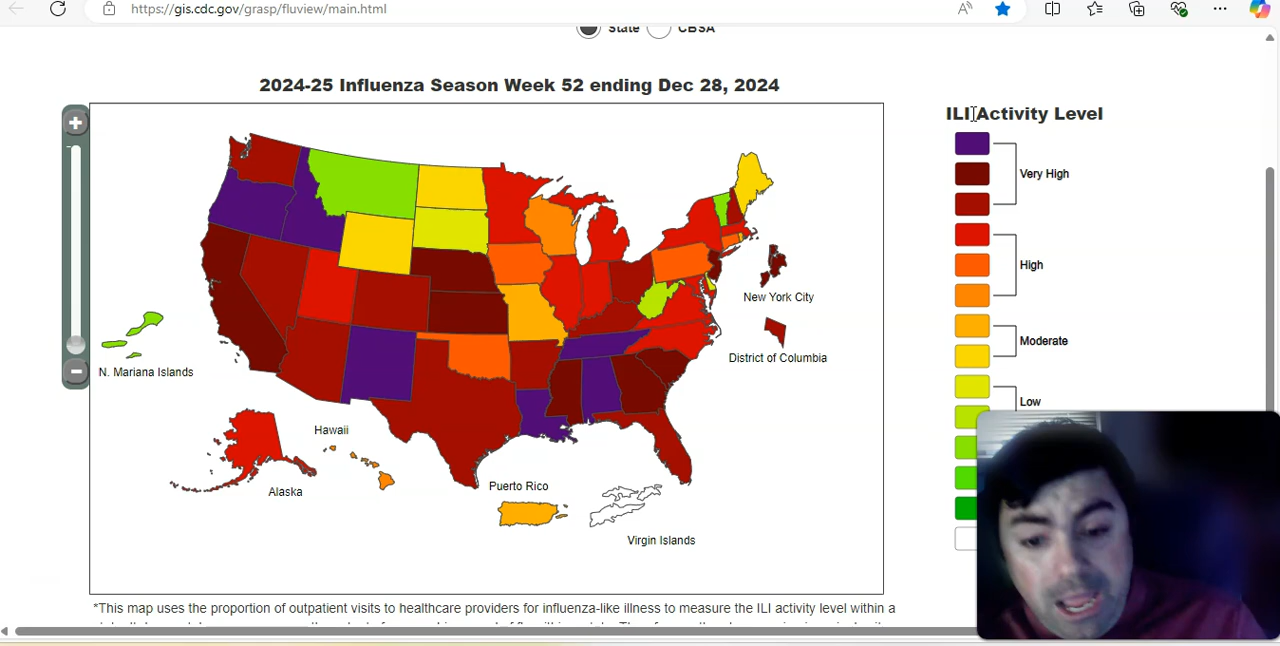 https://gis.cdc.gov/grasp/fluview/main.html
State CBSA
2024-25 Influenza Season Week 52 ending Dec 28, 2024
ILI Activity Level
Very High
High
Moderate
Low
New York City
District of Columbia
N. Mariana Islands
Hawaii
Alaska
Puerto Rico
Virgin Islands
*This map uses the proportion of outpatient visits to healthcare providers for influenza-like illness to measure the ILI activity level within a